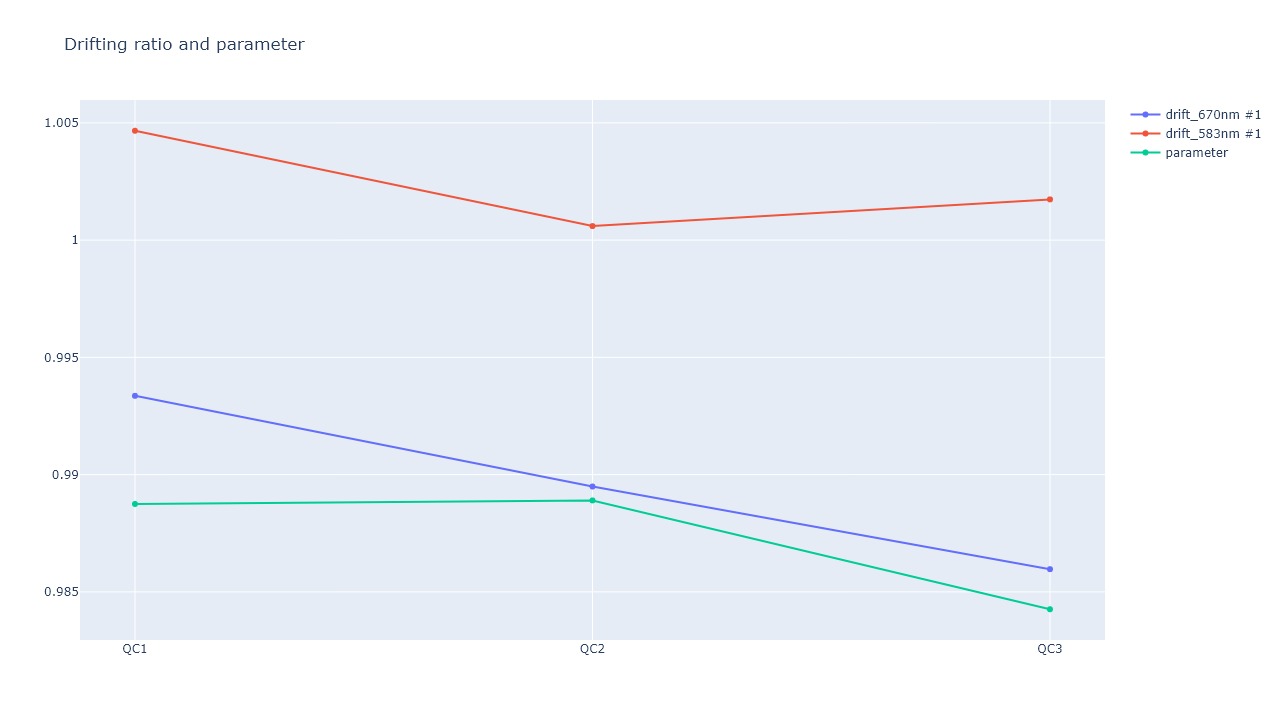 Drifting ratio and parameter
drift_670nm #1
drift_583nm #1
parameter
1.005
1
0.995
0.99
0.985
QC1
QC2
QC3